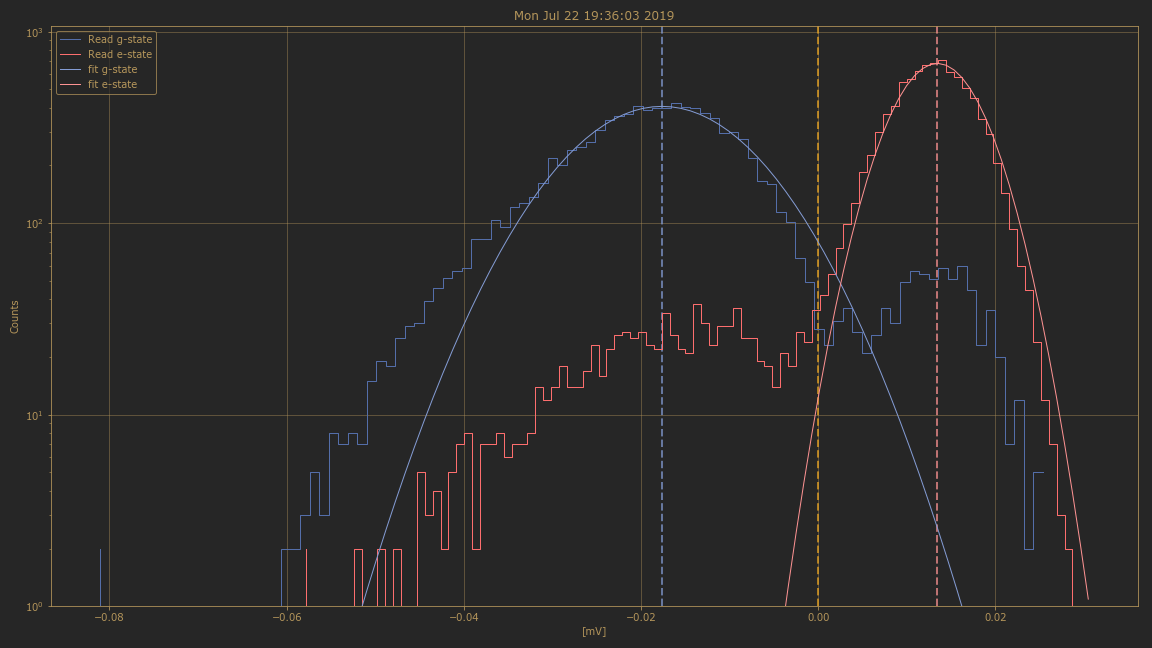 Mon Jul 22 19:36:03 2019
Read g-state
Read e-state
fit g-state
fit e-state
Counts
10³
10²
10¹
10⁰
−0.08 −0.06 −0.04 −0.02 0.00 0.02
[mV]